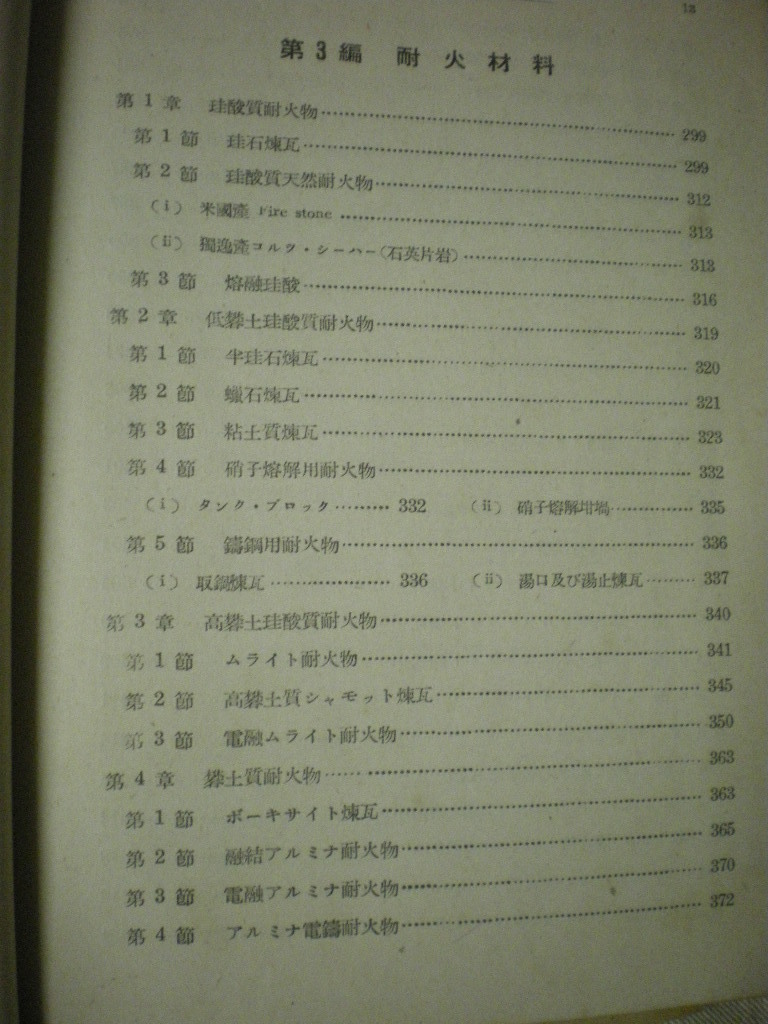 13
第3編 耐火材料
第1章 珪酸質耐火物……………299
第1節 珪石煉瓦……………299
第2節 珪酸質天然耐火物……………312
(i) 米國產 Fire stone ……………313
(ii) 獨逸產コルツ・シーハー(石英片岩)……………313
第3節 熔融珪酸……………316
第2章 低礬土珪酸質耐火物……………319
第1節 半珪石煉瓦……………320
第2節 蠟石煉瓦……………321
第3節 粘土質煉瓦……………323
第4節 硝子熔解用耐火物……………332
(i) タンク・ブロック………332 (ii) 硝子熔解坩堝………335
第5節 鑄鋼用耐火物……………336
(i) 取鍋煉瓦……………336 (ii) 湯口及び湯止煉瓦………337
第3章 高礬土珪酸質耐火物……………340
第1節 ムライト耐火物……………341
第2節 高礬土質シャモット煉瓦……………345
第3節 電融ムライト耐火物……………350
第4章 礬土質耐火物……………363
第1節 ボーキサイト煉瓦……………363
第2節 融結アルミナ耐火物……………365
第3節 電融アルミナ耐火物……………370
第4節 アルミナ電鑄耐火物……………372